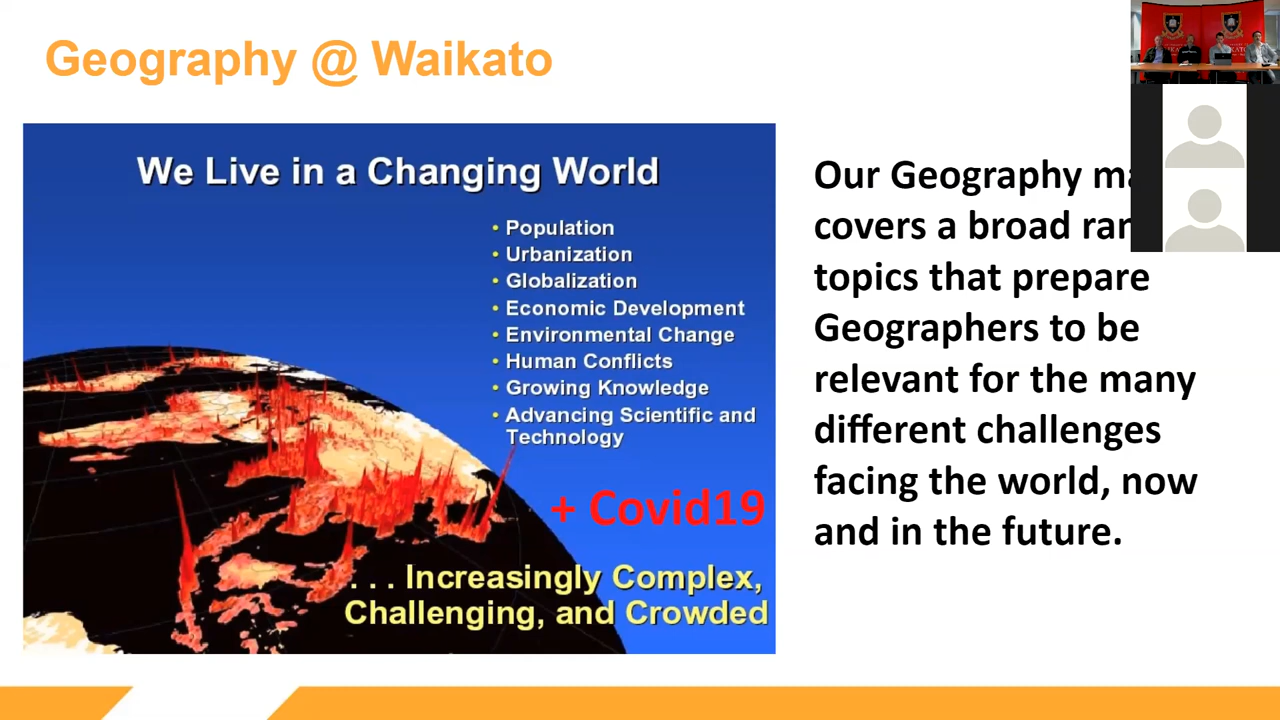 Geography @ Waikato
We Live in a Changing World
• Population
• Urbanization
• Globalization
• Economic Development
• Environmental Change
• Human Conflicts
• Growing Knowledge
• Advancing Scientific and
Technology
+ Covid19
. . . Increasingly Complex,
Challenging, and Crowded
Our Geography
covers a broad
topics that prepare
Geographers to be
relevant for the many
different challenges
facing the world, now
and in the future.